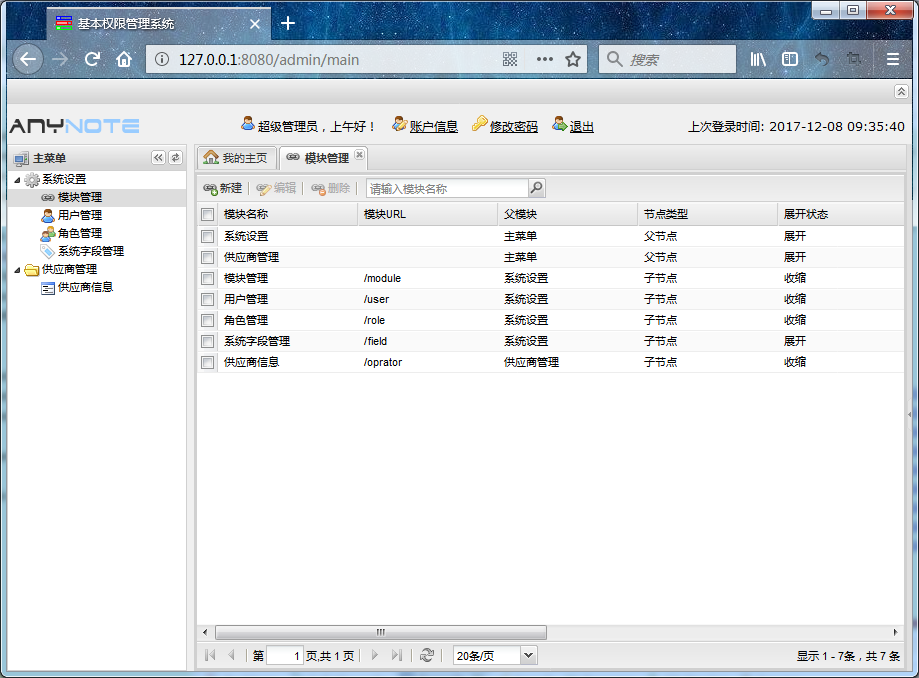 基本权限管理系统
127.0.0.1:8080/admin/main
搜索
ANYNOTE
超级管理员，上午好！ 账户信息 修改密码 退出 上次登录时间: 2017-12-08 09:35:40
主菜单
系统设置
模块管理
用户管理
角色管理
系统字段管理
供应商管理
供应商信息
我的主页 模块管理
新建 编辑 删除 请输入模块名称
模块名称 模块URL 父模块 节点类型 展开状态
系统设置 主菜单 父节点 展开
供应商管理 主菜单 父节点 展开
模块管理 /module 系统设置 子节点 收缩
用户管理 /user 系统设置 子节点 收缩
角色管理 /role 系统设置 子节点 收缩
系统字段管理 /field 系统设置 子节点 展开
供应商信息 /oprator 供应商管理 子节点 收缩
第 1 页,共 1 页 20条/页 显示 1 - 7条，共 7 条